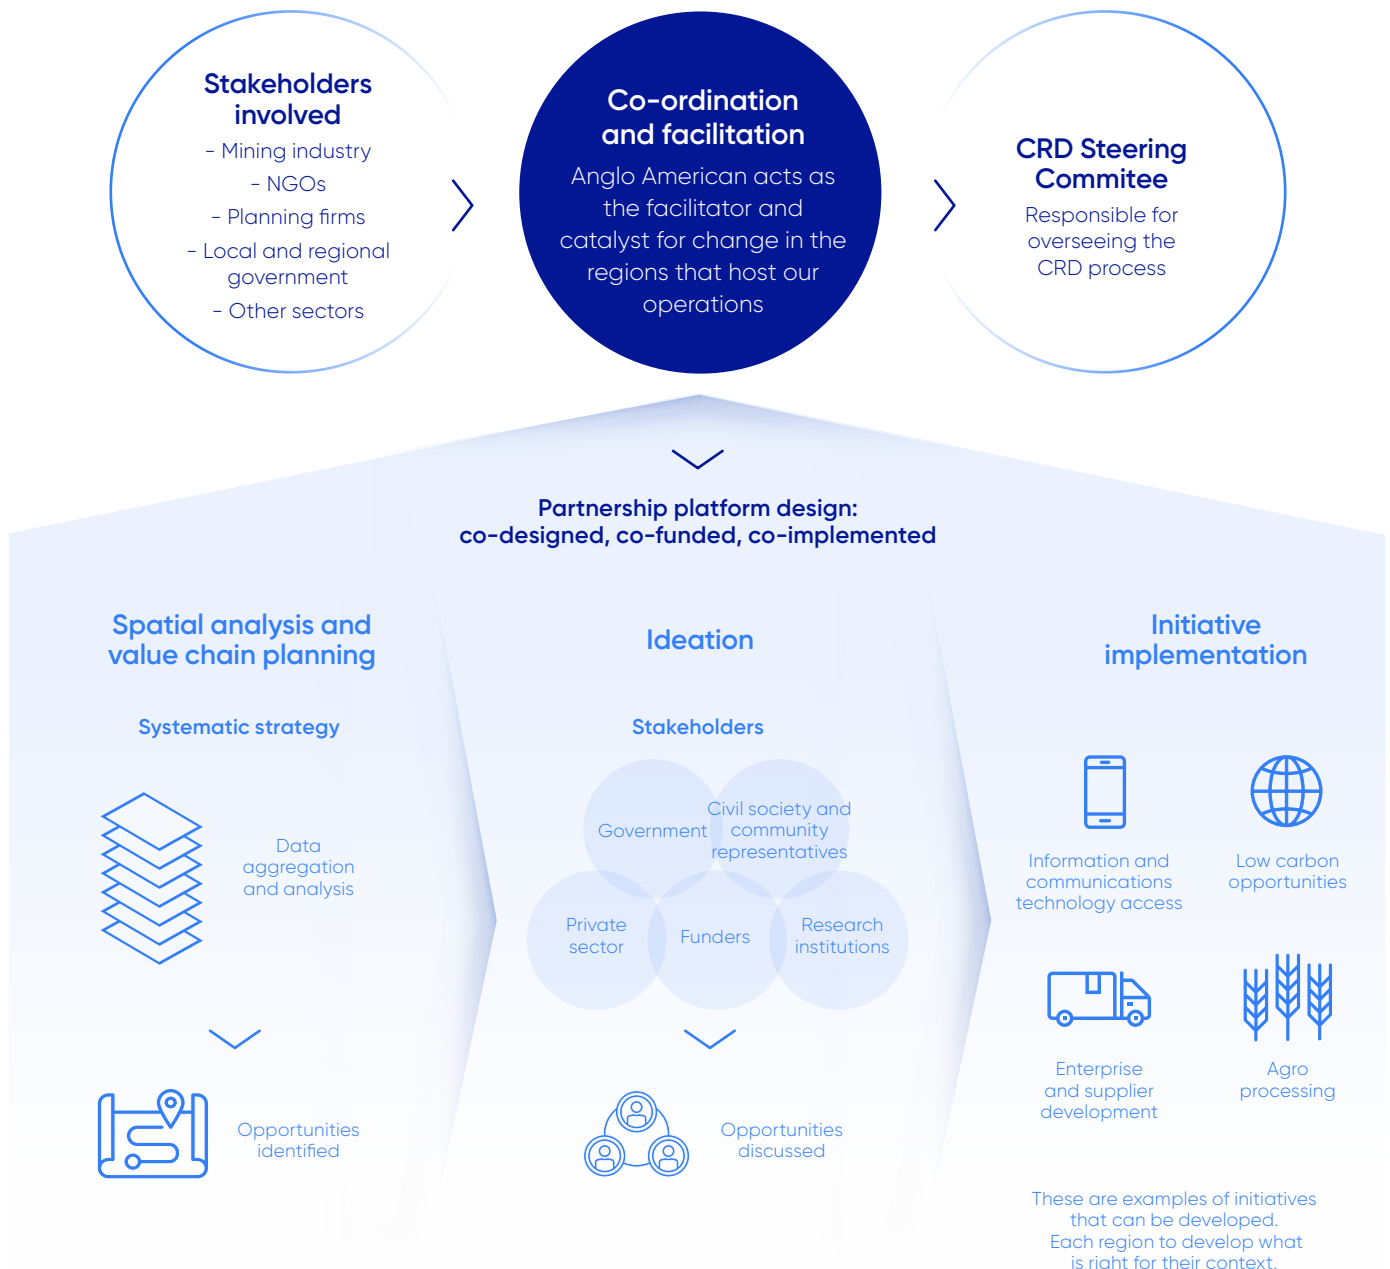 Stakeholders
involved
- Mining industry
- NGOs
- Planning firms
- Local and regional
government
- Other sectors
Co-ordination
and facilitation
Anglo American acts as
the facilitator and
catalyst for change in the
regions that host our
operations
CRD Steering
Commitee
Responsible for
overseeing the
CRD process
Partnership platform design:
co-designed, co-funded, co-implemented
Spatial analysis and
value chain planning
Systematic strategy
Data
aggregation
and analysis
Opportunities
identified
Ideation
Stakeholders
Government
Civil society and
community
representatives
Private
sector
Funders
Research
institutions
Opportunities
discussed
Initiative
implementation
Information and
communications
technology access
Low carbon
opportunities
Enterprise
and supplier
development
Agro
processing
These are examples of initiatives
that can be developed.
Each region to develop what
is right for their context.